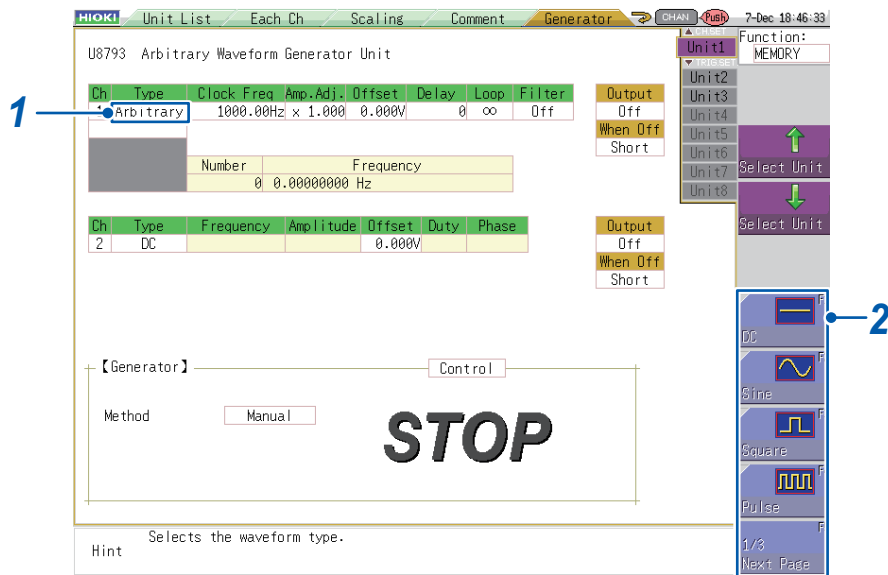 HIOKI Unit List Each Ch Scaling Comment Generator CHAN Push 7-Dec 18:46:33
CH.SET
Unit1
TRIG.SET
Unit2
Unit3
Unit4
Unit5
Unit6
Unit7
Unit8
Function:
MEMORY
Select Unit
Select Unit
U8793 Arbitrary Waveform Generator Unit
Ch Type Clock Freq Amp.Adj. Offset Delay Loop Filter
1 Arbitrary 1000.00Hz x 1.000 0.000V 0 ∞ Off
Output
Off
When Off
Short
Number Frequency
0 0.00000000 Hz
Ch Type Frequency Amplitude Offset Duty Phase
2 DC 0.000V
Output
Off
When Off
Short
【Generator】 Control
Method Manual
STOP
1
2
F
DC
F
Sine
F
Square
F
Pulse
F
1/3
Next Page
Hint Selects the waveform type.